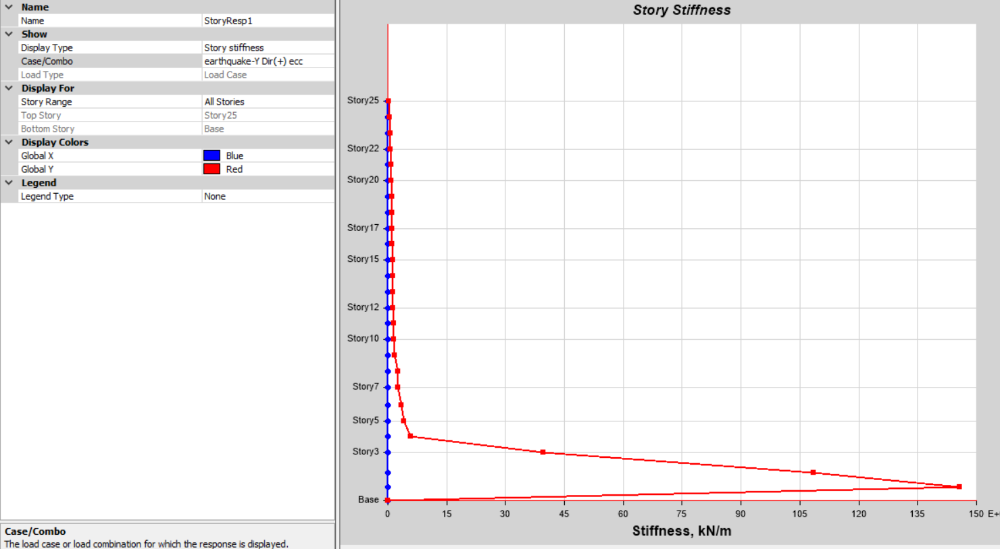 Name
Name StoryResp1
Show
Display Type Story stiffness
Case/Combo earthquake-Y Dir(+) ecc
Load Type Load Case
Display For
Story Range All Stories
Top Story Story25
Bottom Story Base
Display Colors
Global X Blue
Global Y Red
Legend
Legend Type None
Case/Combo
The load case or load combination for which the response is displayed.
Story Stiffness
Story25
Story22
Story20
Story17
Story15
Story12
Story10
Story7
Story5
Story3
Base
0 15 30 45 60 75 90 105 120 135 150
Stiffness, kN/m